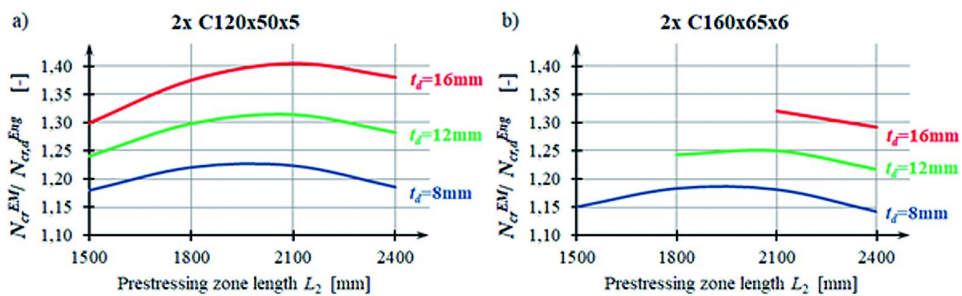 a) 2x C120x50x5
N_cr^EM / N_cr,d^Eng [-]
1,40
1,35
1,30
1,25
1,20
1,15
1,10
t_d=16mm
t_d=12mm
t_d=8mm
1500 1800 2100 2400
Prestressing zone length L_2 [mm]
b) 2x C160x65x6
N_cr^EM / N_cr,d^Eng [-]
1,40
1,35
1,30
1,25
1,20
1,15
1,10
t_d=16mm
t_d=12mm
t_d=8mm
1500 1800 2100 2400
Prestressing zone length L_2 [mm]